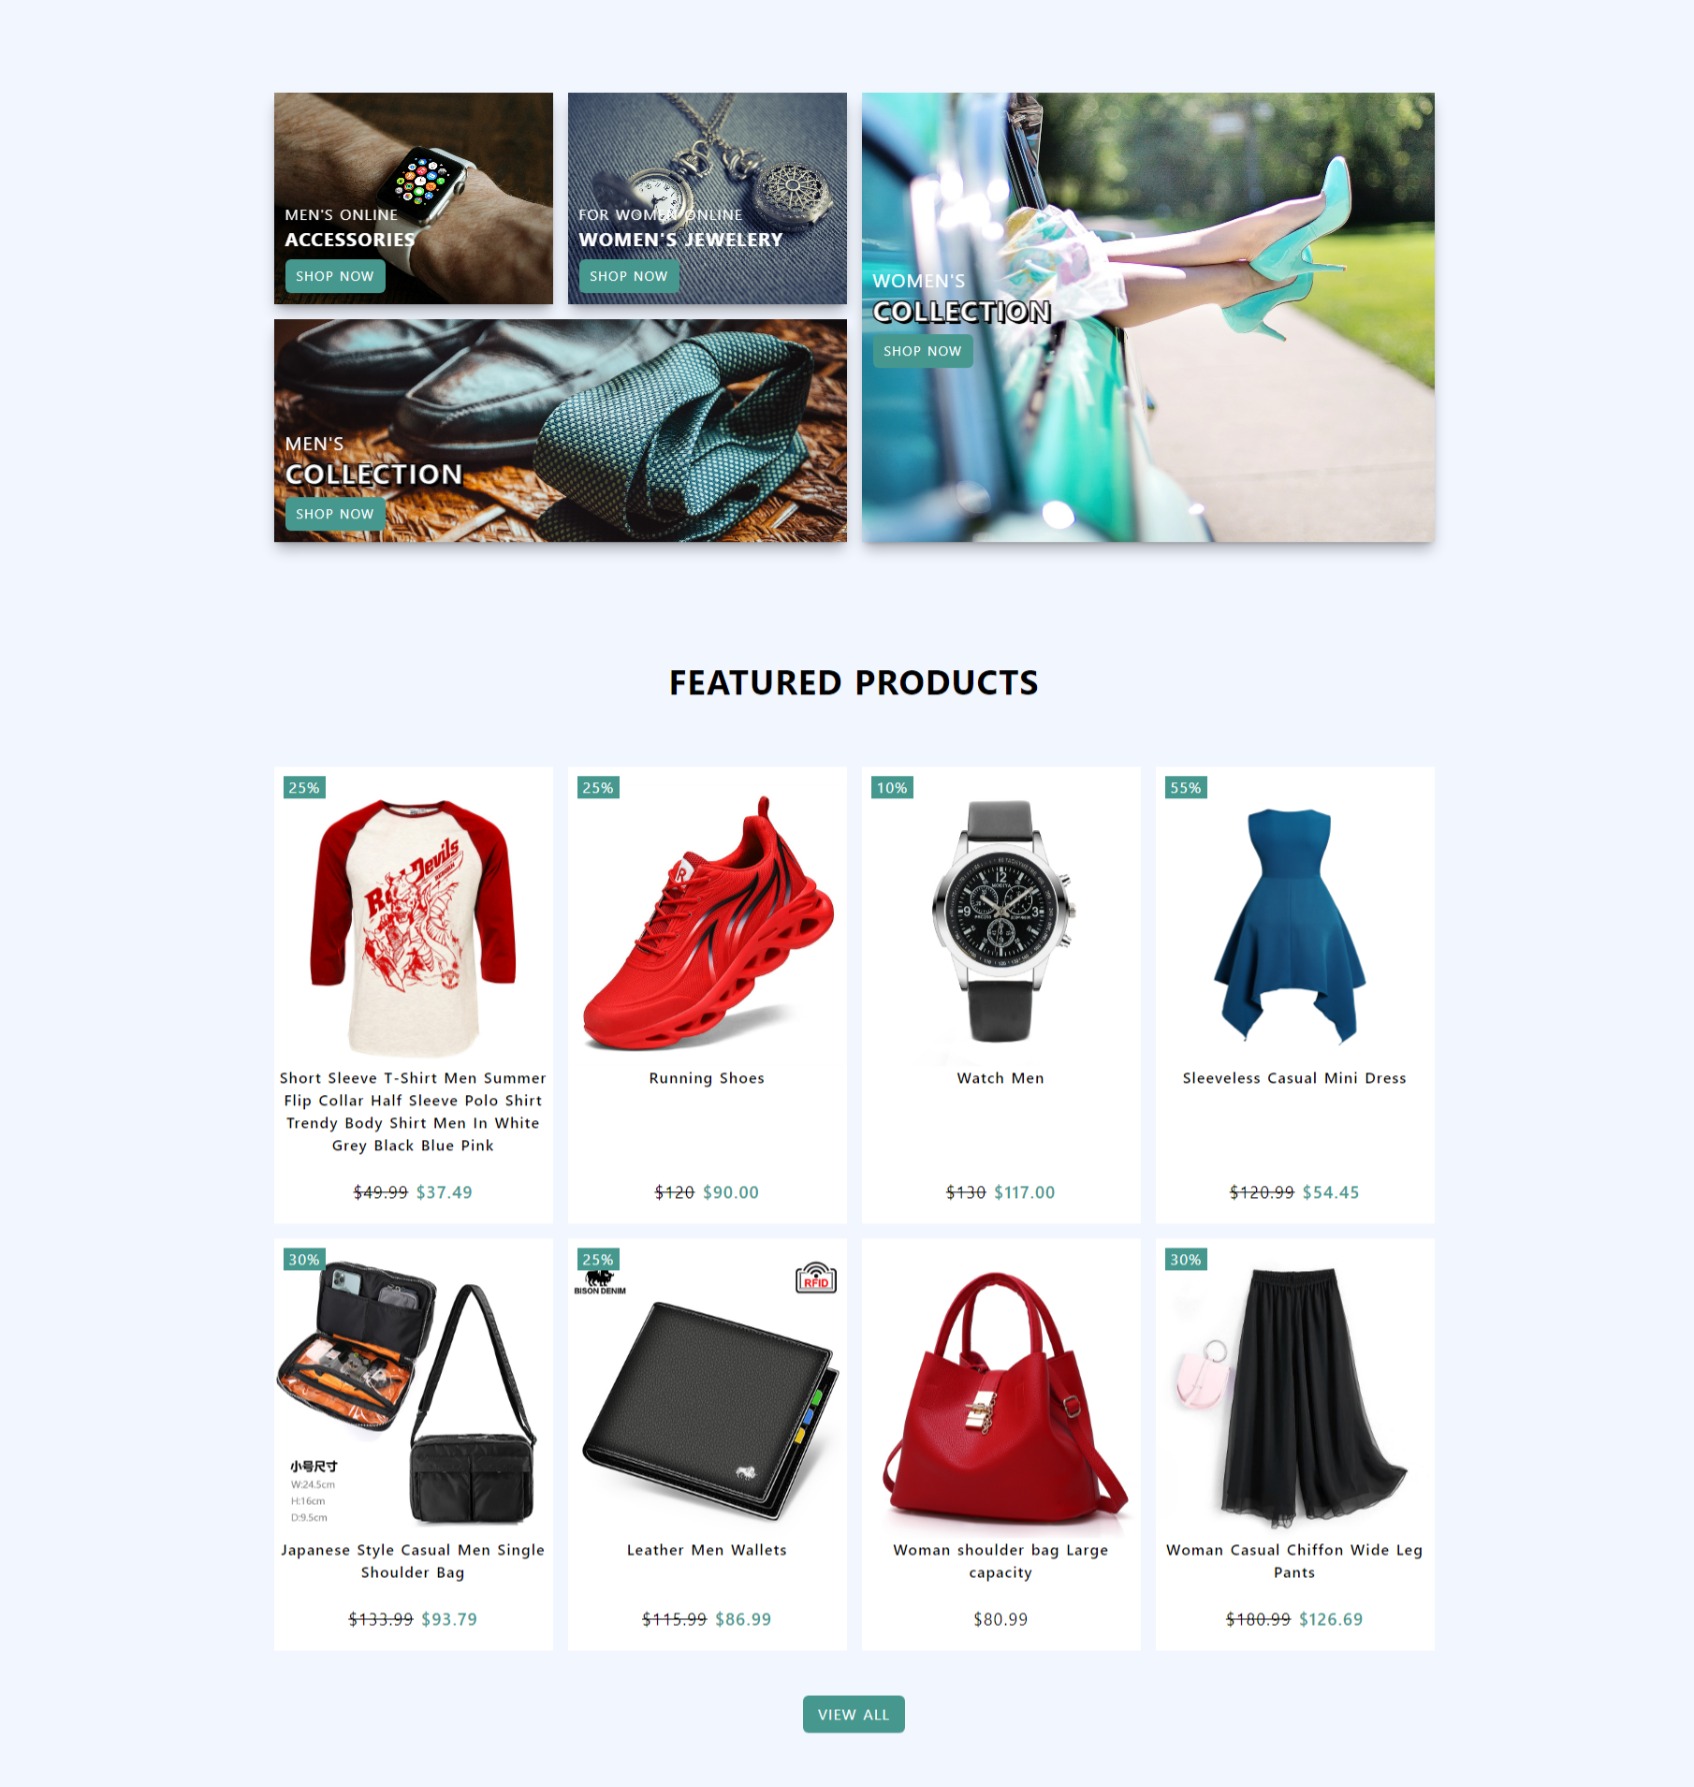 MEN'S ONLINE
ACCESSORIES
SHOP NOW
FOR WOMEN ONLINE
WOMEN'S JEWELERY
SHOP NOW
WOMEN'S
COLLECTION
SHOP NOW
MEN'S
COLLECTION
SHOP NOW
FEATURED PRODUCTS
25%
Red Devils
Short Sleeve T-Shirt Men Summer
Flip Collar Half Sleeve Polo Shirt
Trendy Body Shirt Men In White
Grey Black Blue Pink
$49.99 $37.49
25%
R
Running Shoes
$120 $90.00
10%
12
9
3
Watch Men
$130 $117.00
55%
Sleeveless Casual Mini Dress
$120.99 $54.45
30%
小号尺寸
W:24.5cm
H:16cm
D:9.5cm
Japanese Style Casual Men Single
Shoulder Bag
$133.99 $93.79
25%
BISON DENIM
RFID
Leather Men Wallets
$115.99 $86.99
Woman shoulder bag Large
capacity
$80.99
30%
Woman Casual Chiffon Wide Leg
Pants
$180.99 $126.69
VIEW ALL